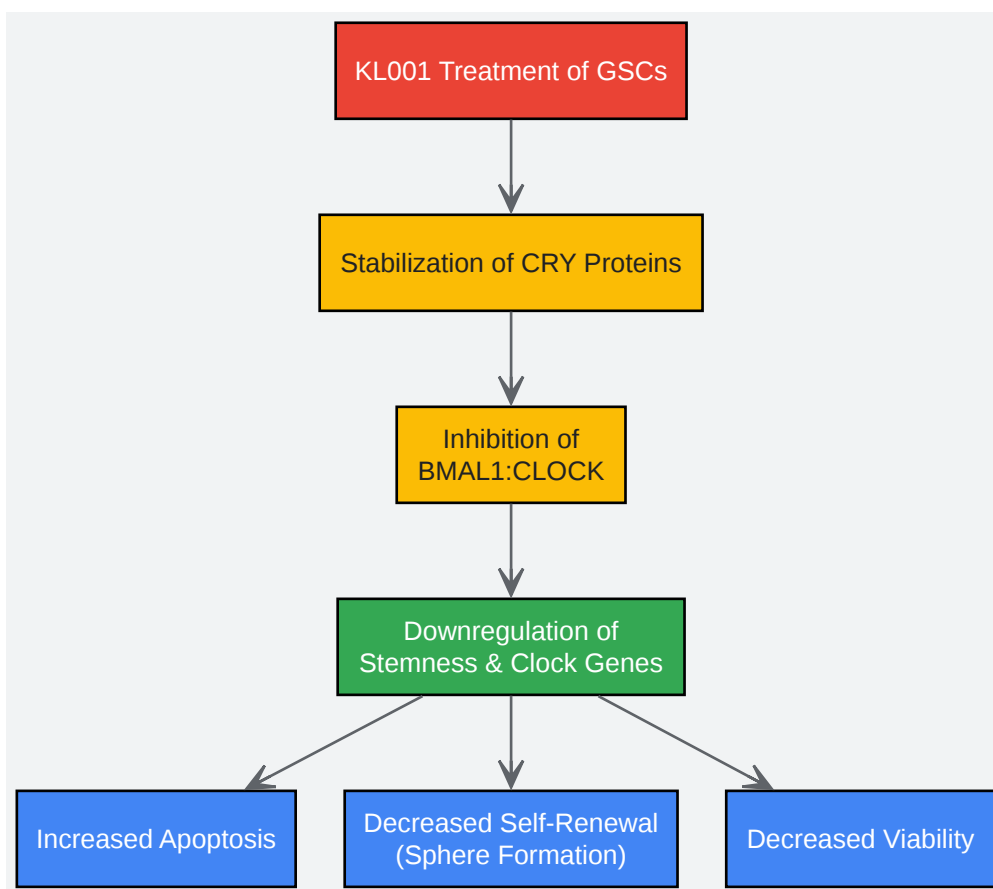 KL001 Treatment of GSCs
Stabilization of CRY Proteins
Inhibition of
BMAL1:CLOCK
Downregulation of
Stemness & Clock Genes
Increased Apoptosis
Decreased Self-Renewal
(Sphere Formation)
Decreased Viability